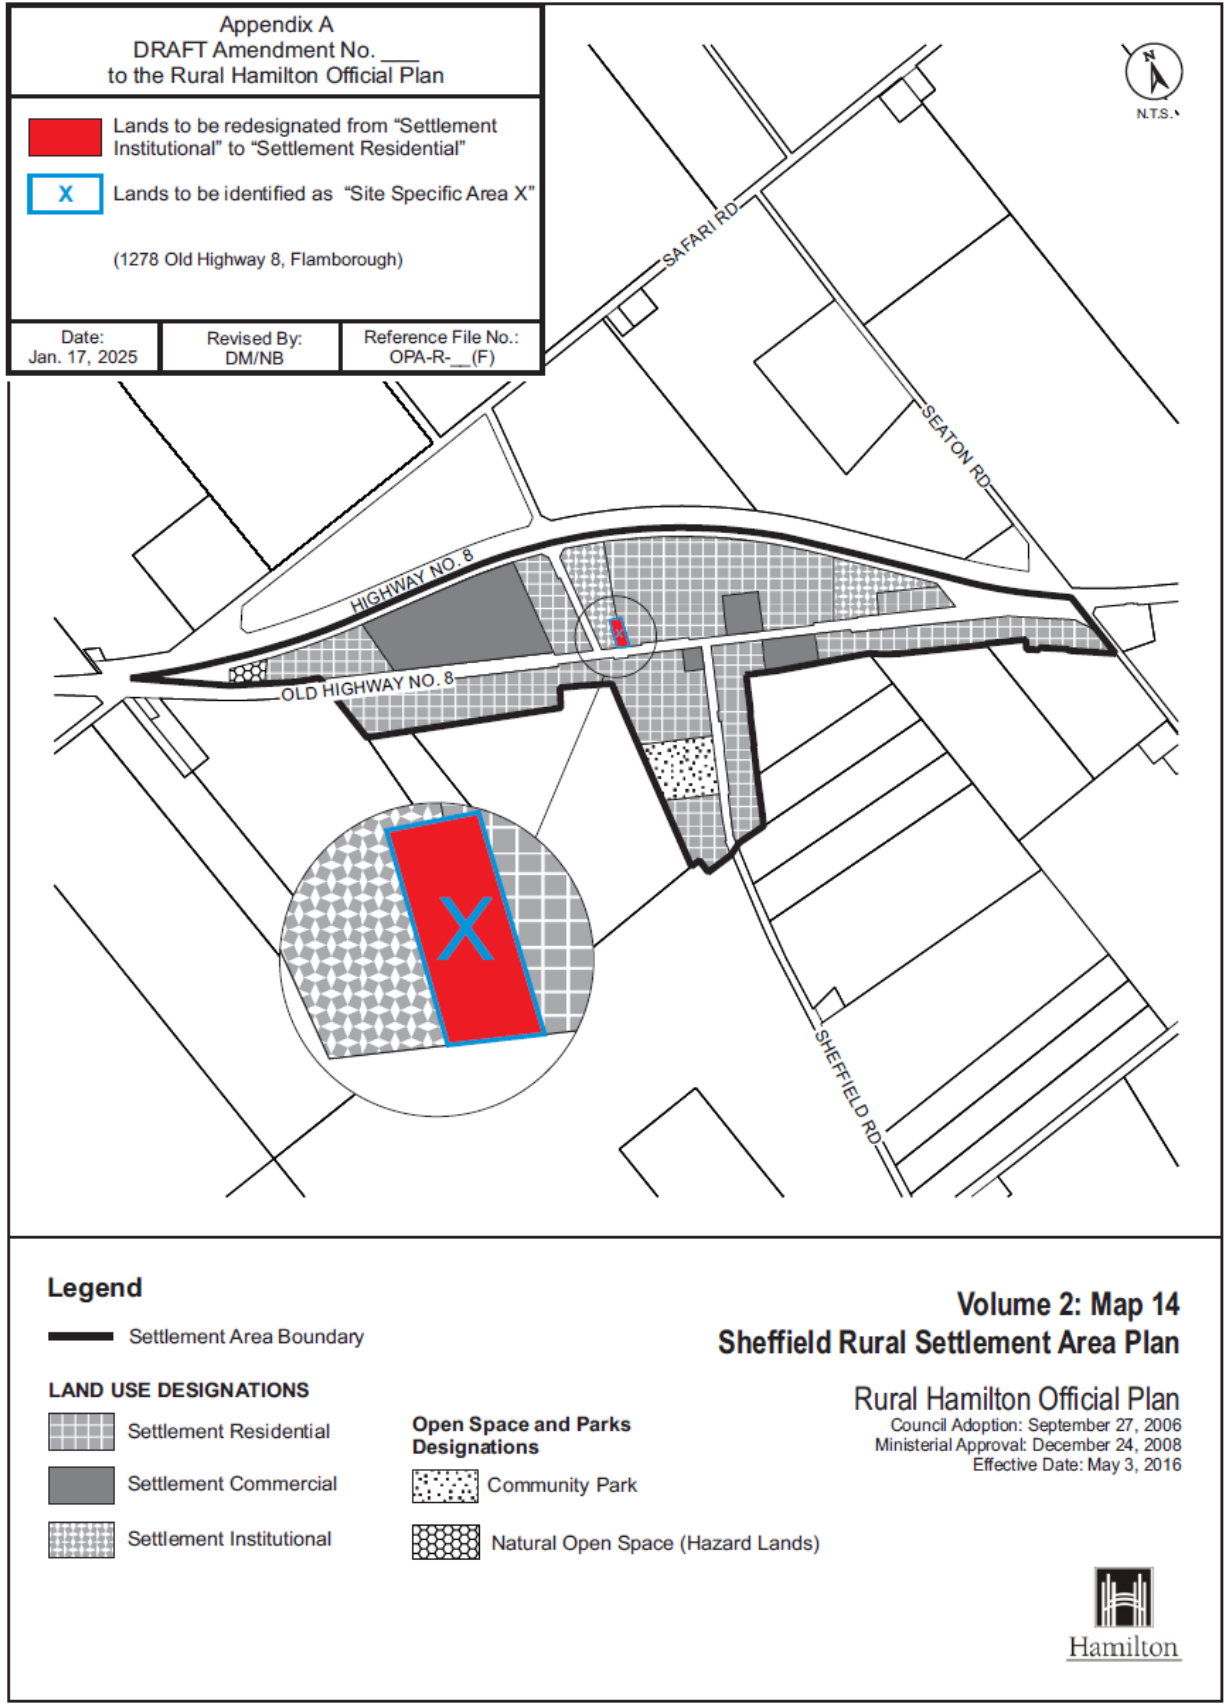 Appendix A
DRAFT Amendment No. ___
to the Rural Hamilton Official Plan
Lands to be redesignated from “Settlement
Institutional” to “Settlement Residential”
X
Lands to be identified as “Site Specific Area X”
(1278 Old Highway 8, Flamborough)
Date:
Jan. 17, 2025
Revised By:
DM/NB
Reference File No.:
OPA-R-__(F)
N
N.T.S.
SAFARI RD
SEATON RD
HIGHWAY NO. 8
X
OLD HIGHWAY NO. 8
X
SHEFFIELD RD
Legend
Settlement Area Boundary
LAND USE DESIGNATIONS
Settlement Residential
Settlement Commercial
Settlement Institutional
Open Space and Parks
Designations
Community Park
Natural Open Space (Hazard Lands)
Volume 2: Map 14
Sheffield Rural Settlement Area Plan
Rural Hamilton Official Plan
Council Adoption: September 27, 2006
Ministerial Approval: December 24, 2008
Effective Date: May 3, 2016
Hamilton